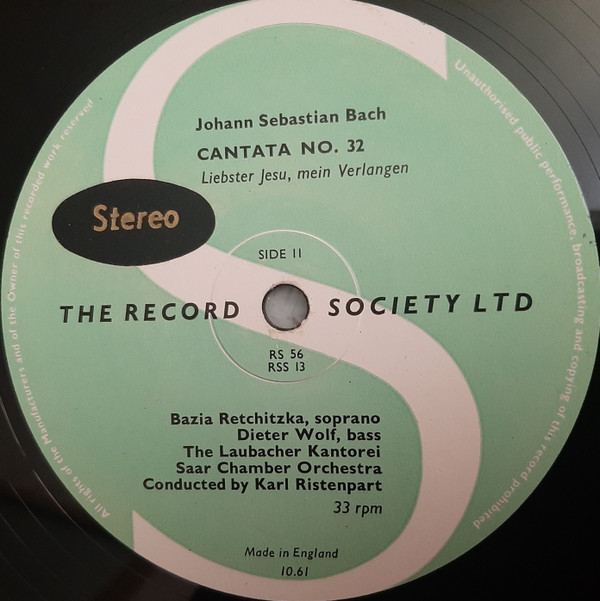 Johann Sebastian Bach
CANTATA NO. 32
Liebster Jesu, mein Verlangen
Stereo
SIDE II
THE RECORD SOCIETY LTD
RS 56
RSS 13
Bazia Retchitzka, soprano
Dieter Wolf, bass
The Laubacher Kantorei
Saar Chamber Orchestra
Conducted by Karl Ristenpart
33 rpm
Made in England
10.61
All rights of the Manufacturers and of the Owner of this recorded work reserved
Unauthorised public performance, broadcasting and copying of this record prohibited